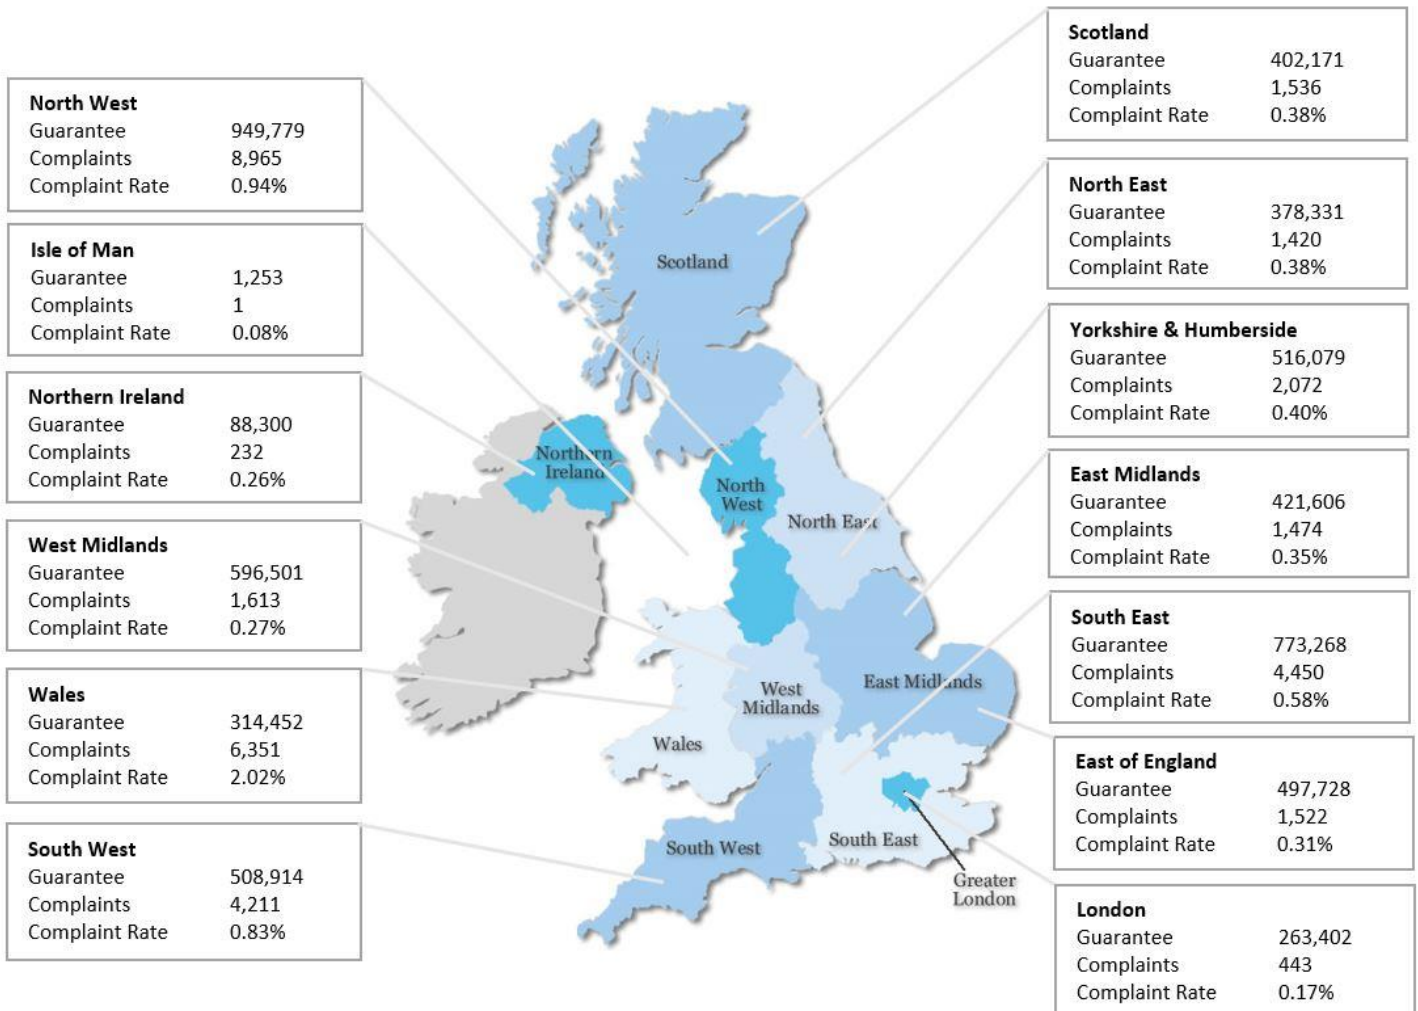 North West
Guarantee 949,779
Complaints 8,965
Complaint Rate 0.94%
Isle of Man
Guarantee 1,253
Complaints 1
Complaint Rate 0.08%
Northern Ireland
Guarantee 88,300
Complaints 232
Complaint Rate 0.26%
West Midlands
Guarantee 596,501
Complaints 1,613
Complaint Rate 0.27%
Wales
Guarantee 314,452
Complaints 6,351
Complaint Rate 2.02%
South West
Guarantee 508,914
Complaints 4,211
Complaint Rate 0.83%
Scotland
Northern
Ireland
North
West
North East
East Midlands
West
Midlands
Wales
South West
South East
Greater
London
Scotland
Guarantee 402,171
Complaints 1,536
Complaint Rate 0.38%
North East
Guarantee 378,331
Complaints 1,420
Complaint Rate 0.38%
Yorkshire & Humberside
Guarantee 516,079
Complaints 2,072
Complaint Rate 0.40%
East Midlands
Guarantee 421,606
Complaints 1,474
Complaint Rate 0.35%
South East
Guarantee 773,268
Complaints 4,450
Complaint Rate 0.58%
East of England
Guarantee 497,728
Complaints 1,522
Complaint Rate 0.31%
London
Guarantee 263,402
Complaints 443
Complaint Rate 0.17%